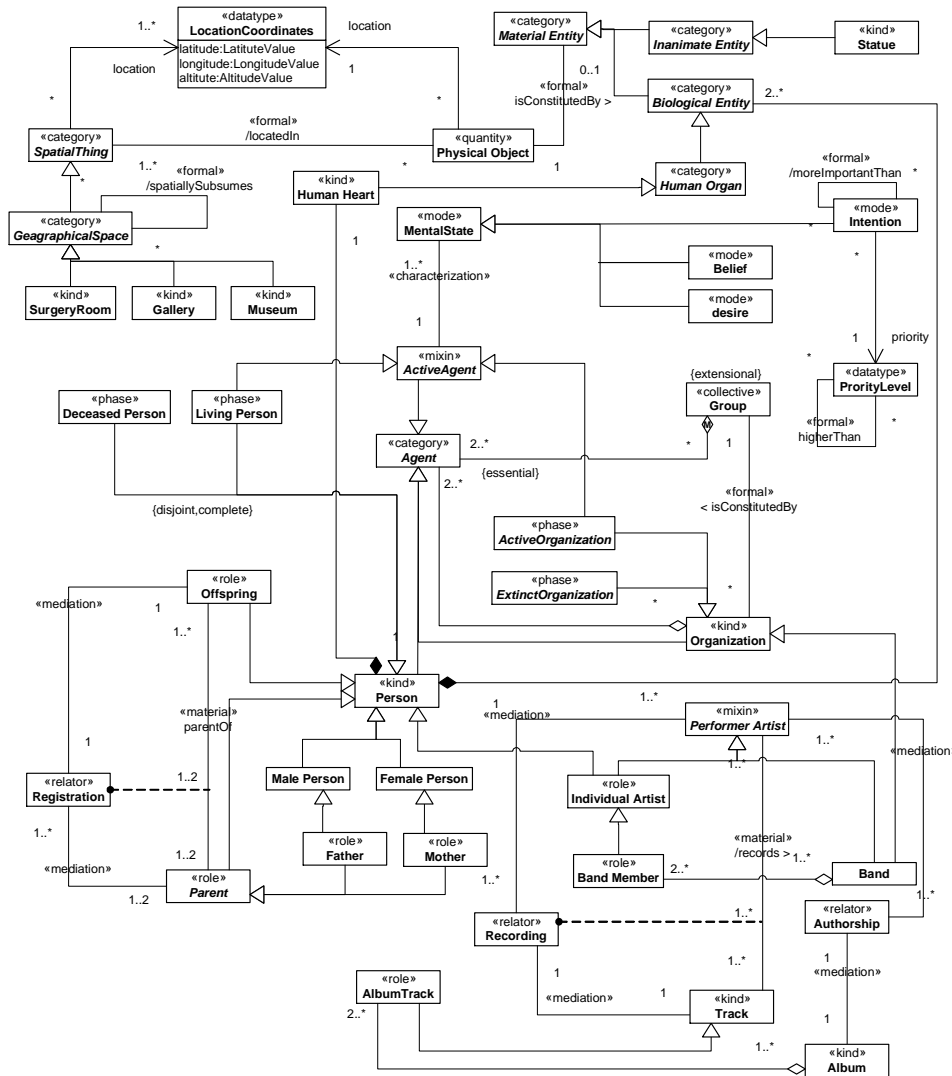 «datatype»
LocationCoordinates
latitude:LatituteValue
longitude:LongitudeValue
altitute:AltitudeValue
1..*
location
*
location
1
*
«category»
Material Entity
«category»
Inanimate Entity
«kind»
Statue
0..1
«formal»
isConstitutedBy >
1
«category»
Biological Entity
2..*
«category»
SpatialThing
«formal»
/locatedIn
1..*
*
«quantity»
Physical Object
*
«formal»
/spatiallySubsumes
*
«category»
GeagraphicalSpace
«kind»
SurgeryRoom
«kind»
Gallery
«kind»
Museum
«kind»
Human Heart
1
«category»
Human Organ
«formal»
/moreImportantThan
*
*
«mode»
MentalState
«mode»
Intention
*
1..*
«characterization»
1
«mode»
Belief
«mode»
desire
1
priority
«mixin»
ActiveAgent
*
«datatype»
ProrityLevel
*
«formal»
higherThan
«phase»
Deceased Person
«phase»
Living Person
{disjoint,complete}
{extensional}
«collective»
Group
M
*
1
«category»
Agent
2..*
{essential}
2..*
«formal»
< isConstitutedBy
«phase»
ActiveOrganization
«phase»
ExtinctOrganization
*
*
«kind»
Organization
«role»
Offspring
«mediation»
1
1..*
1
«kind»
Person
1..*
1
«material»
parentOf
1
«relator»
Registration
1..2
1..*
1..2
«mediation»
1..2
«role»
Parent
Male Person
Female Person
«role»
Father
«role»
Mother
1..*
«mediation»
«mixin»
Performer Artist
1..*
1..*
«mediation»
«role»
Individual Artist
«material»
/records >
«role»
Band Member
2..*
1..*
Band
1..*
1..*
«relator»
Recording
«relator»
Authorship
1..*
1
1
«mediation»
«mediation»
«role»
AlbumTrack
2..*
1
«kind»
Track
1..*
1
«kind»
Album